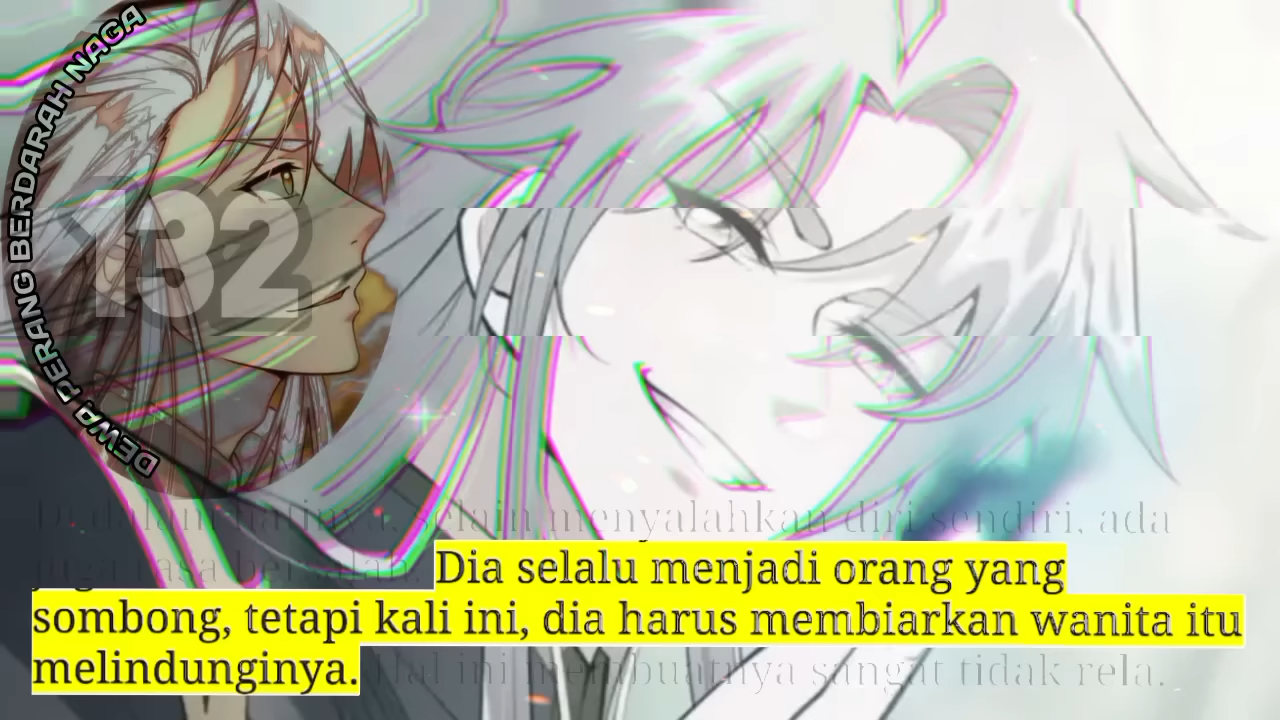 DEWA PERANG BERDARAH NAGA
132
Di dalam hatinya, selain menyalahkan diri sendiri, ada
juga rasa bersalah. Dia selalu menjadi orang yang
sombong, tetapi kali ini, dia harus membiarkan wanita itu
melindunginya. Hal ini membuatnya sangat tidak rela.